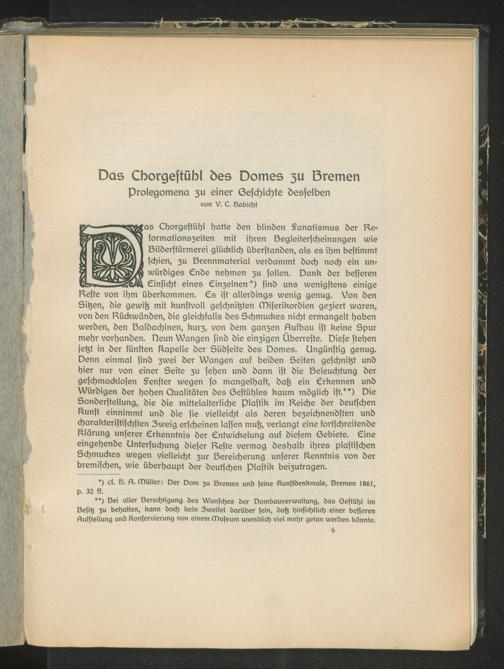 Das Chorgestühl des Domes zu Bremen
Prolegomena zu einer Geschichte desselben
von V. C. Habicht
Das Chorgestühl hatte den blinden Fanatismus der Re-
formationszeiten mit ihren Begleiterscheinungen wie
Bilderstürmerei glücklich überstanden, als es ihm bestimmt
schien, zu Brennmaterial verdammt doch noch ein un-
würdiges Ende nehmen zu sollen. Dank der besseren
Einsicht eines Einzelnen*) sind uns wenigstens einige
Reste von ihm überkommen. Es ist allerdings wenig genug. Von den
Sitzen, die gewiß mit kunstvoll geschnitzten Miserikordien geziert waren,
von den Rückwänden, die gleichfalls des Schmuckes nicht ermangelt haben
werden, den Baldachinen, kurz, von dem ganzen Aufbau ist keine Spur
mehr vorhanden. Neun Wangen sind die einzigen Überreste. Diese stehen
jetzt in der fünften Kapelle der Südseite des Domes. Ungünstig genug.
Denn einmal sind zwei der Wangen auf beiden Seiten geschnitzt und
hier nur von einer Seite zu sehen und dann ist die Beleuchtung der
geschmacklosen Fenster wegen so mangelhaft, daß ein Erkennen und
Würdigen der hohen Qualitäten des Gestühles kaum möglich ist.**) Die
Sonderstellung, die die mittelalterliche Plastik im Reiche der deutschen
Kunst einnimmt und die sie vielleicht als deren bezeichnendsten und
charakteristischsten Zweig erscheinen lassen muß, verlangt eine fortschreitende
Klärung unserer Erkenntnis der Entwickelung auf diesem Gebiete. Eine
eingehende Untersuchung dieser Reste vermag deshalb ihres plastischen
Schmuckes wegen vielleicht zur Bereicherung unserer Kenntnis von der
bremischen, wie überhaupt der deutschen Plastik beizutragen.
*) cf. H. A. Müller: Der Dom zu Bremen und seine Kunstdenkmale, Bremen 1861,
p. 32 ff.
**) Bei aller Berechtigung des Wunsches der Dombauverwaltung, das Gestühl im
Besitz zu behalten, kann doch kein Zweifel darüber sein, daß hinsichtlich einer besseren
Aufstellung und Konservierung von einem Museum unendlich viel mehr getan werden könnte.
6